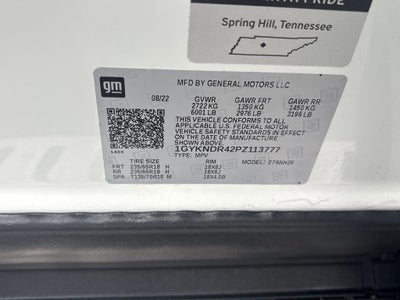 PRIDE
Spring Hill, Tennessee
gm
MFD BY GENERAL MOTORS LLC
08/22 GVWR GAWR FRT GAWR RR
2722 KG 1350 KG 1450 KG
6001 LB 2976 LB 3196 LB
THIS VEHICLE CONFORMS TO ALL
APPLICABLE U.S. FEDERAL MOTOR
VEHICLE SAFETY STANDARDS IN EFFECT
ON THE DATE OF MANUFACTURE
1GYKNDR42PZ113777
TYPE: MPV MODEL: 276NH26
TIRE SIZE RIM
FRT 235/65R18 H 18X8J
RR 235/65R18 H 18X8J
SPA T135/70R18 M 18X4.5B